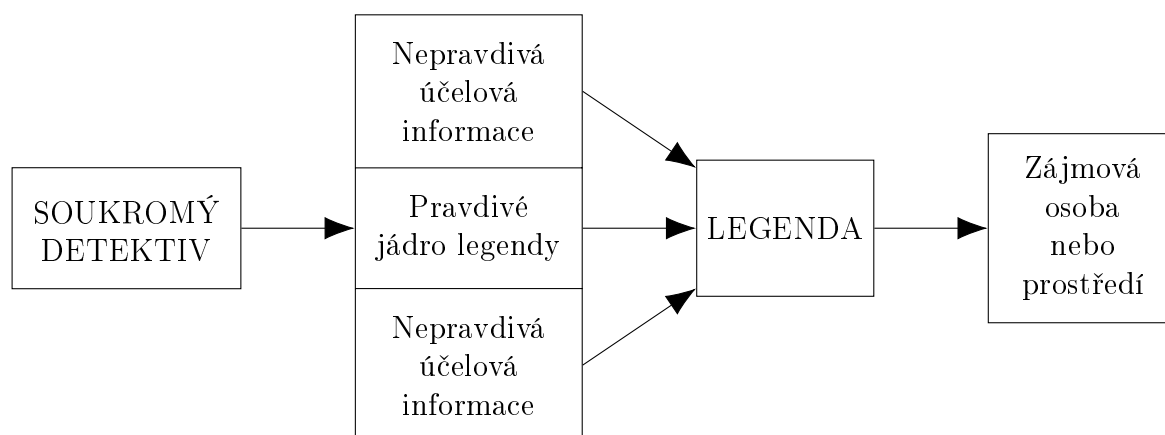 SOUKROMÝ
DETEKTIV
Nepravdivá
účelová
informace
Pravdivé
jádro legendy
Nepravdivá
účelová
informace
LEGENDA
Zájmová
osoba
nebo
prostředí